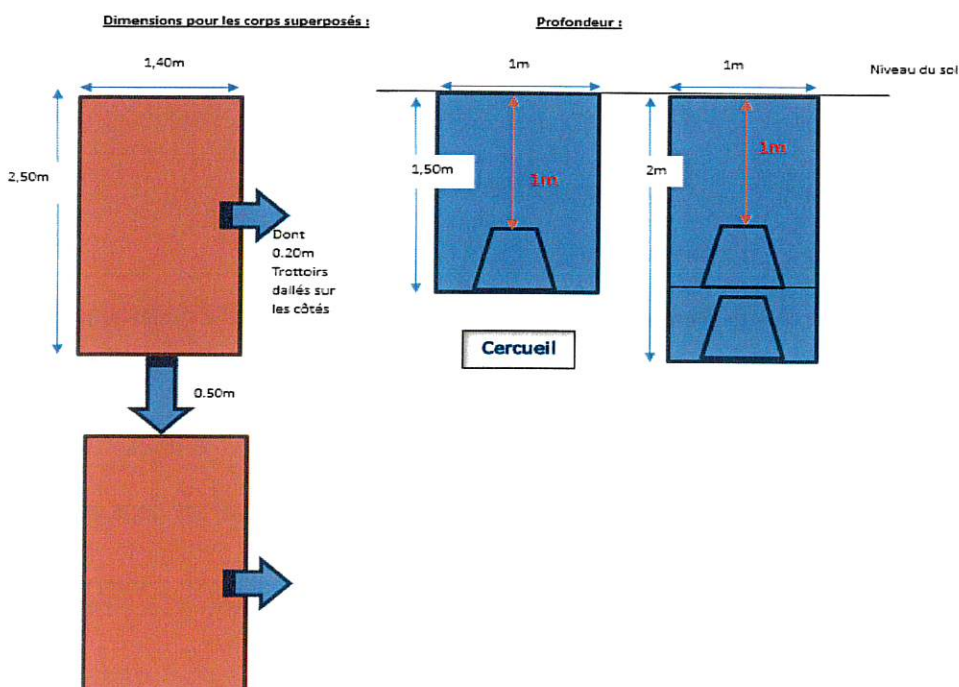 Dimensions pour les corps superposés :
Profondeur :
1,40m
1m
1m
Niveau du sol
2,50m
1,50m
1m
2m
1m
Dont
0.20m
Trottoirs
dallés sur
les côtés
Cercueil
0.50m